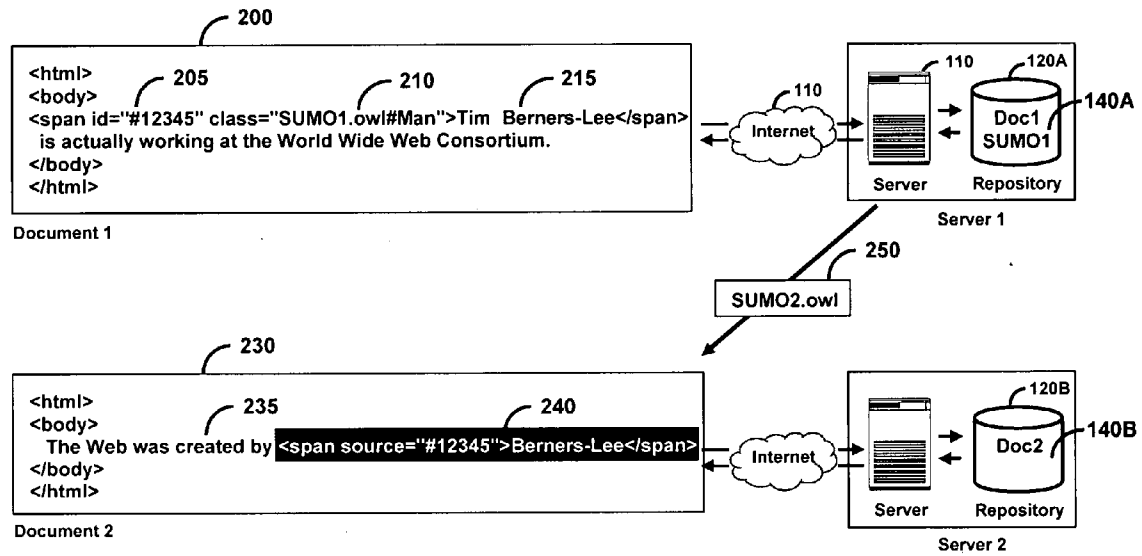 200
<html>
205
210
215
<body>
<span id="#12345" class="SUMO1.owl#Man">Tim Berners-Lee</span>
is actually working at the World Wide Web Consortium.
</body>
</html>
Document 1
110
Internet
110
120A
140A
Doc1
SUMO1
Server
Repository
Server 1
250
SUMO2.owl
230
<html>
235
240
<body>
The Web was created by <span source="#12345">Berners-Lee</span>
</body>
</html>
Document 2
Internet
120B
140B
Doc2
Server
Repository
Server 2